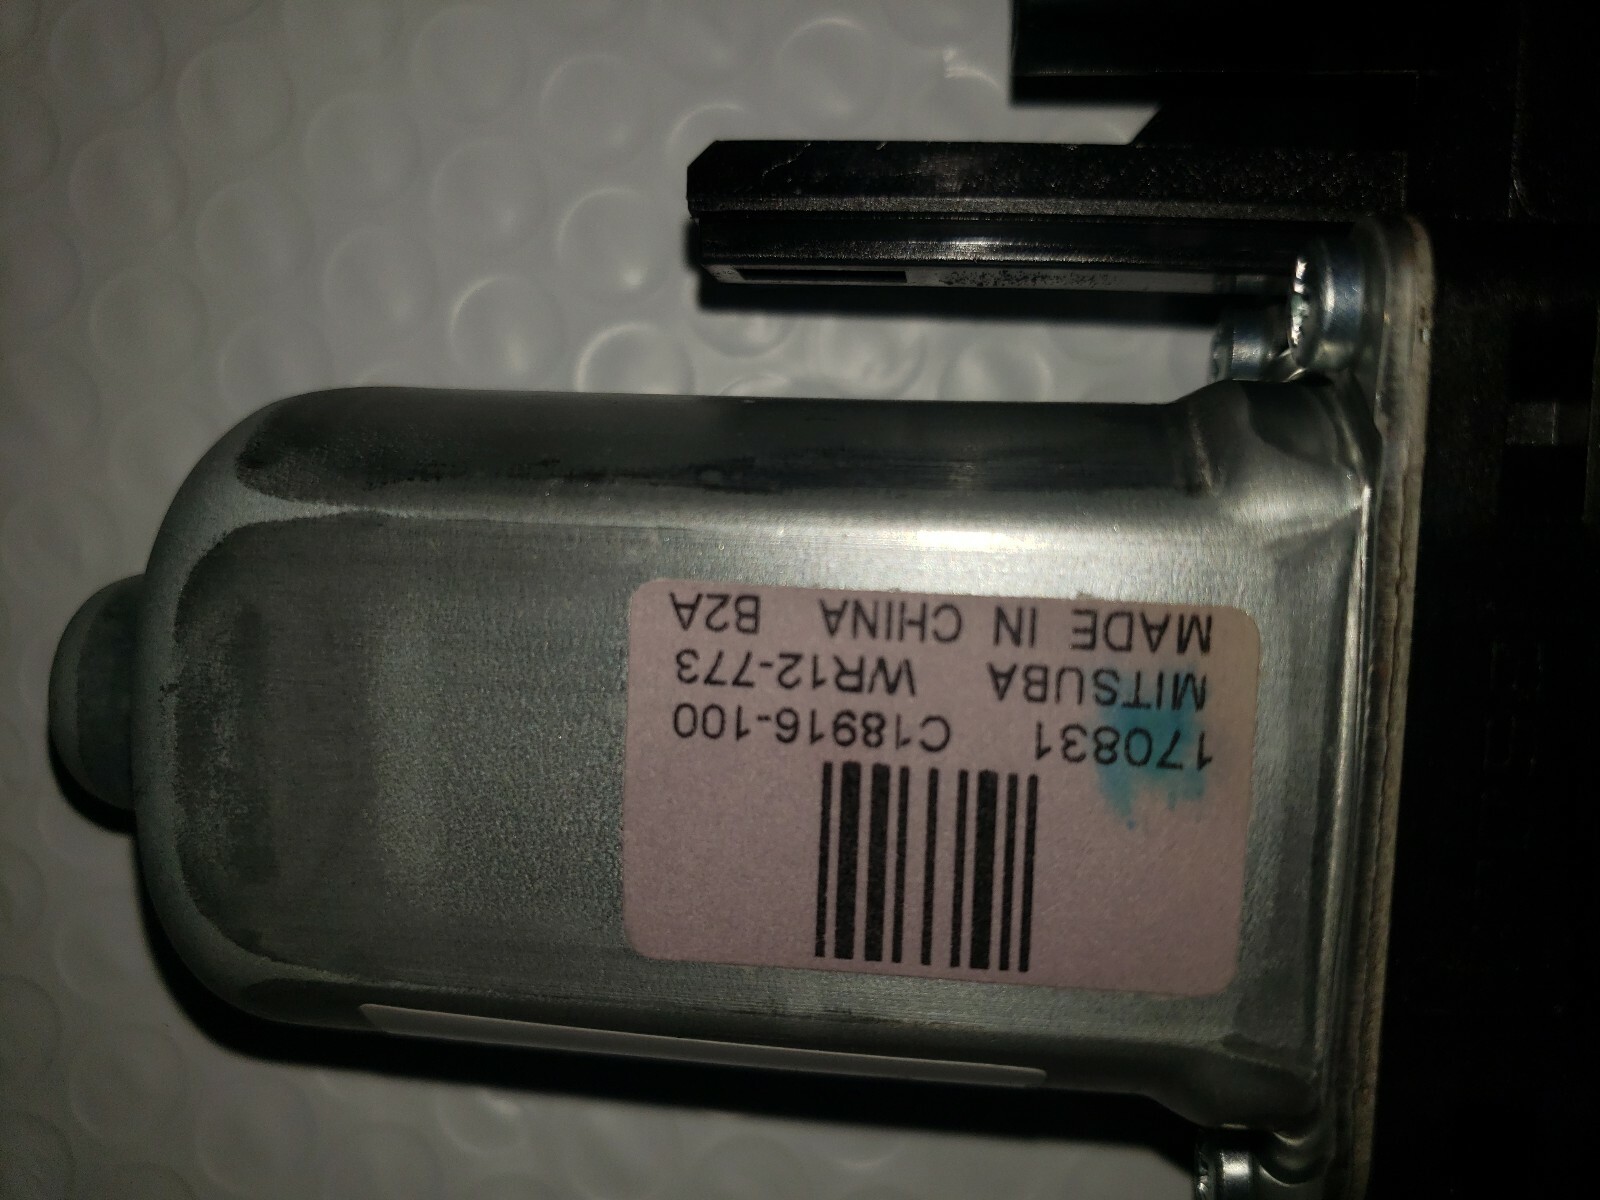 170831 C18916-100
MITSUBA WR12-773
MADE IN CHINA B2A